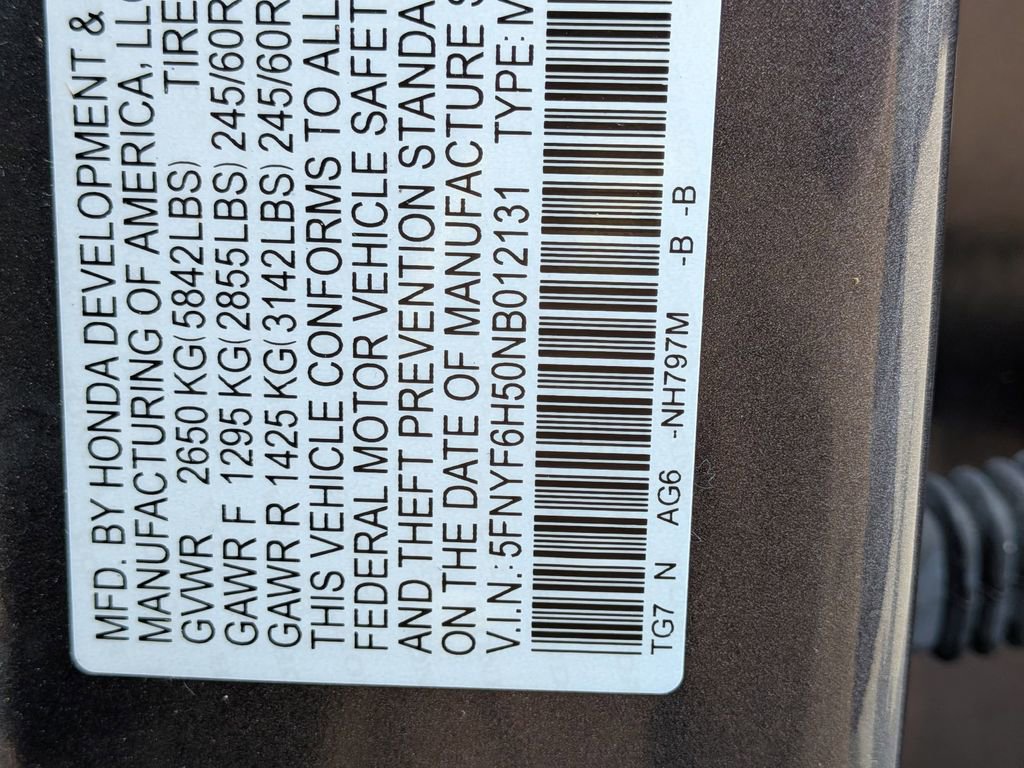 MFD. BY HONDA DEVELOPMENT &
MANUFACTURING OF AMERICA, LLC
TIRE
GVWR 2650 KG(5842LBS)
GAWR F 1295 KG(2855LBS) 245/60R
GAWR R 1425 KG(3142LBS) 245/60R
THIS VEHICLE CONFORMS TO ALL
FEDERAL MOTOR VEHICLE SAFET
AND THEFT PREVENTION STANDA
ON THE DATE OF MANUFACTURE S
V.I.N.: 5FNYF6H50NB012131 TYPE: M
TG7 N AG6 -NH797M -B -B